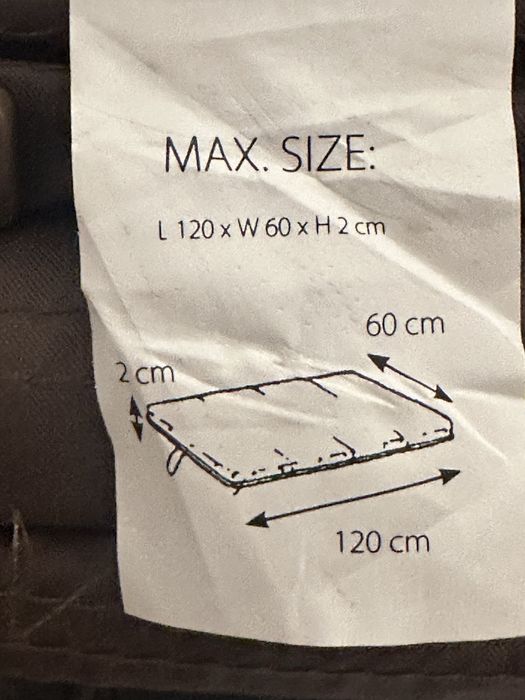 MAX. SIZE:
L 120 x W 60 x H 2 cm
60 cm
2 cm
120 cm